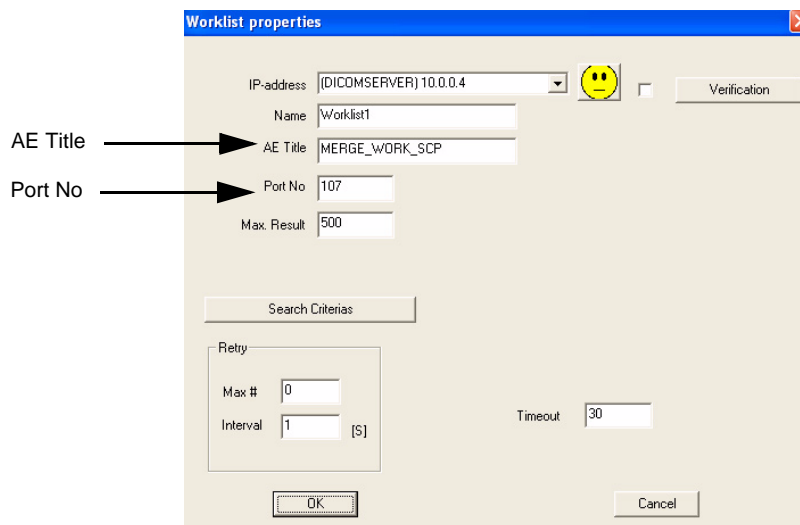 Worklist properties
IP-address (DICOMSERVER) 10.0.0.4
Verification
Name Worklist1
AE Title AE Title MERGE_WORK_SCP
Port No Port No 107
Max. Result 500
Search Criterias
Retry
Max # 0
Interval 1 [S]
Timeout 30
OK Cancel